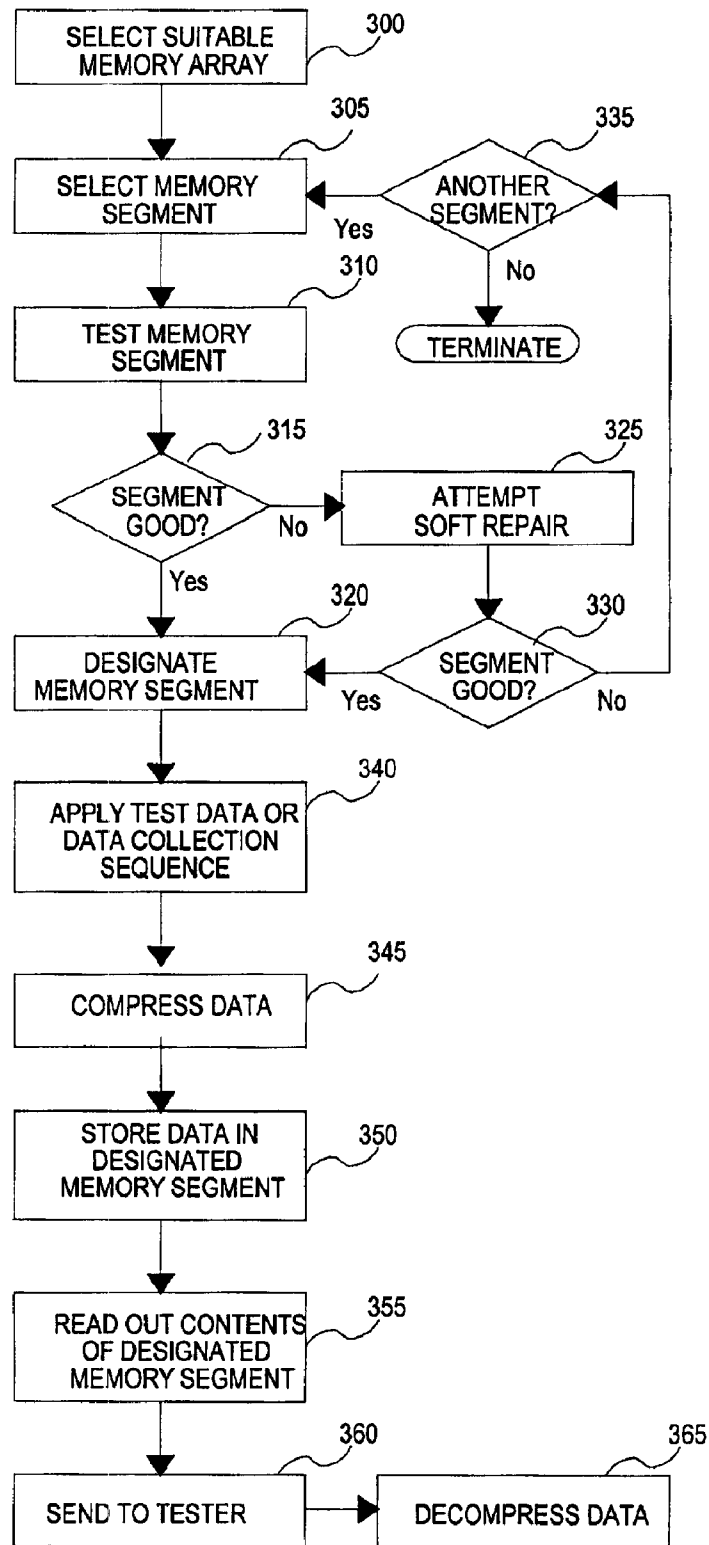 SELECT SUITABLE
MEMORY ARRAY
300
305
335
SELECT MEMORY
SEGMENT
Yes
ANOTHER
SEGMENT?
No
310
TEST MEMORY
SEGMENT
TERMINATE
315
325
SEGMENT
GOOD?
No
ATTEMPT
SOFT REPAIR
Yes
320
330
DESIGNATE
MEMORY SEGMENT
Yes
SEGMENT
GOOD?
No
340
APPLY TEST DATA OR
DATA COLLECTION
SEQUENCE
345
COMPRESS DATA
350
STORE DATA IN
DESIGNATED
MEMORY SEGMENT
355
READ OUT CONTENTS
OF DESIGNATED
MEMORY SEGMENT
360
365
SEND TO TESTER
DECOMPRESS DATA